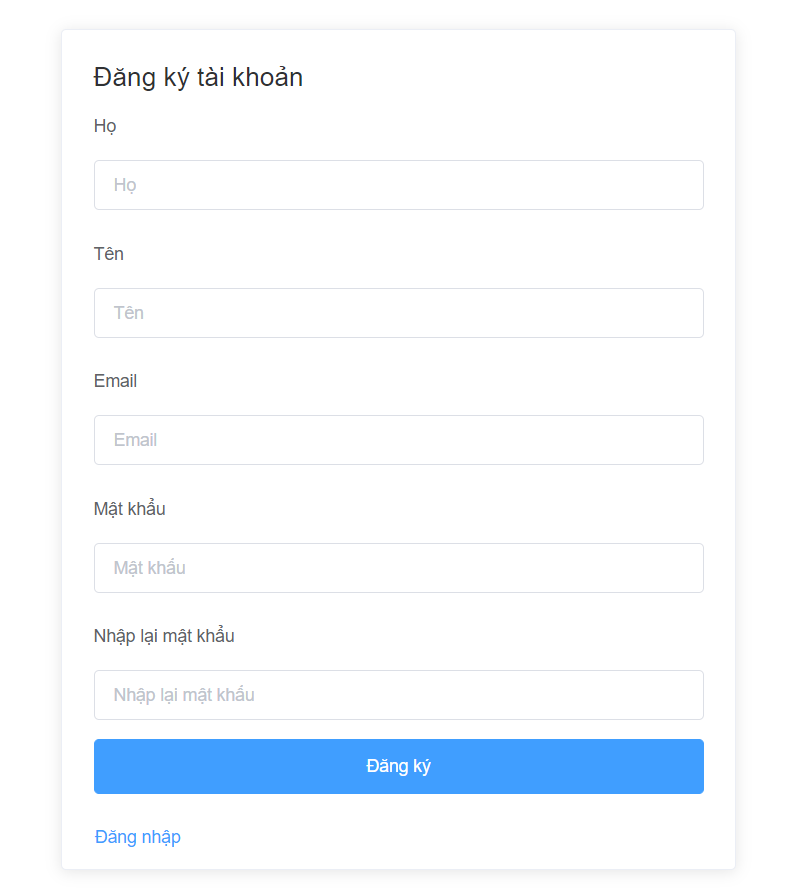 Đăng ký tài khoản
Họ
Họ
Tên
Tên
Email
Email
Mật khẩu
Mật khẩu
Nhập lại mật khẩu
Nhập lại mật khẩu
Đăng ký
Đăng nhập